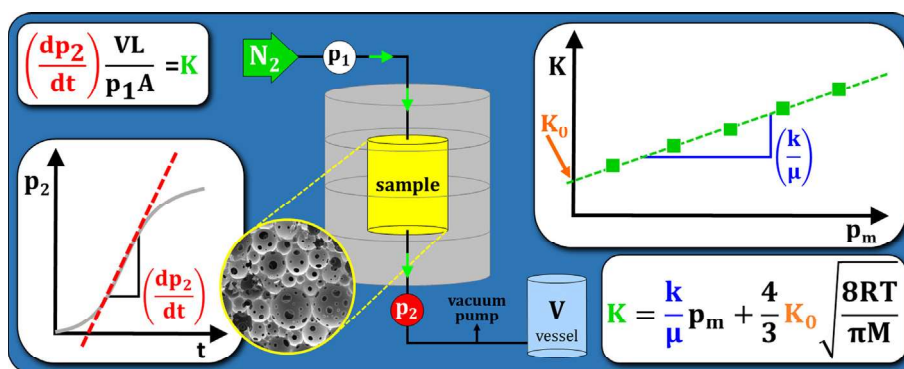 (dp₂/dt) VL/p₁A = K
N₂
p₁
sample
p₂
vacuum
pump
V
vessel
p₂
(dp₂/dt)
t
K
K₀
(k/μ)
pₘ
K = k/μ pₘ + 4/3 K₀ √(8RT/πM)